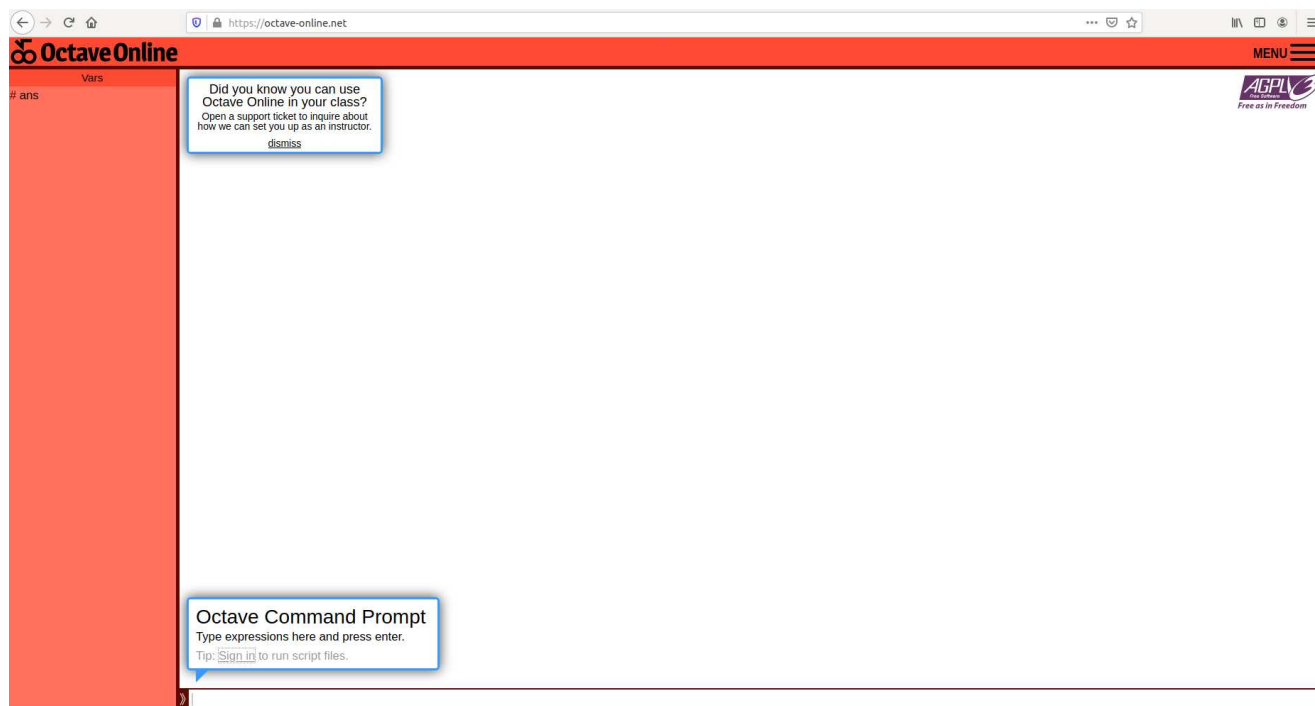 https://octave-online.net
Octave Online
MENU
Vars
# ans
Did you know you can use
Octave Online in your class?
Open a support ticket to inquire about
how we can set you up as an instructor.
dismiss
AGPL 3
Free Software
Free as in Freedom
Octave Command Prompt
Type expressions here and press enter.
Tip: Sign in to run script files.